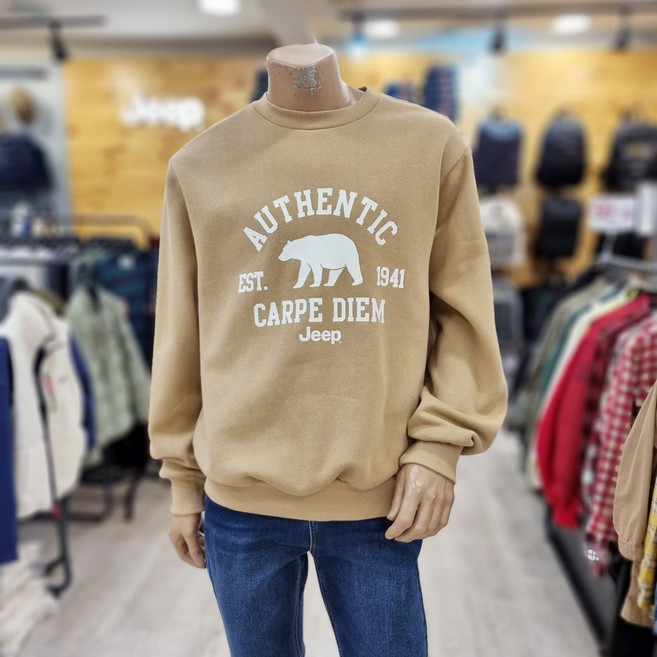 Jeep
AUTHENTIC
EST. 1941
CARPE DIEM
Jeep